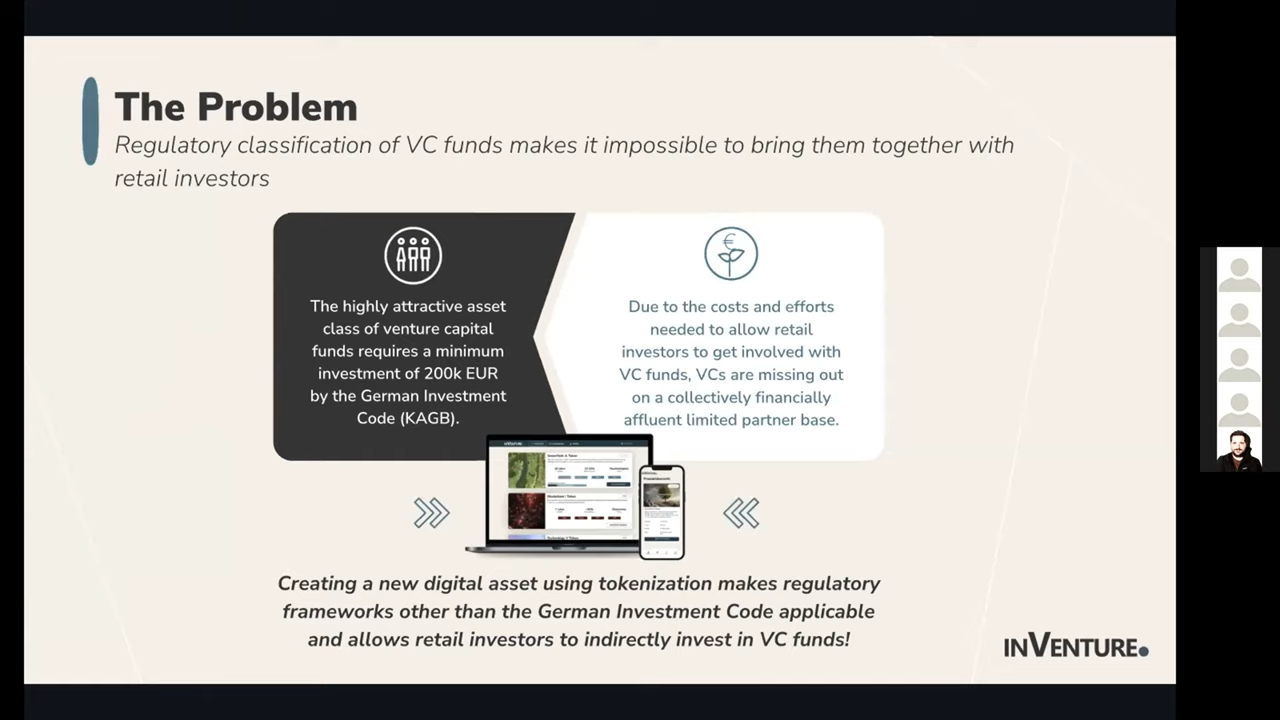 The Problem
Regulatory classification of VC funds makes it impossible to bring them together with
retail investors
The highly attractive asset
class of venture capital
funds requires a minimum
investment of 200k EUR
by the German Investment
Code (KAGB).
€
Due to the costs and efforts
needed to allow retail
investors to get involved with
VC funds, VCs are missing out
on a collectively financially
affluent limited partner base.
Creating a new digital asset using tokenization makes regulatory
frameworks other than the German Investment Code applicable
and allows retail investors to indirectly invest in VC funds!
INVENTURE.